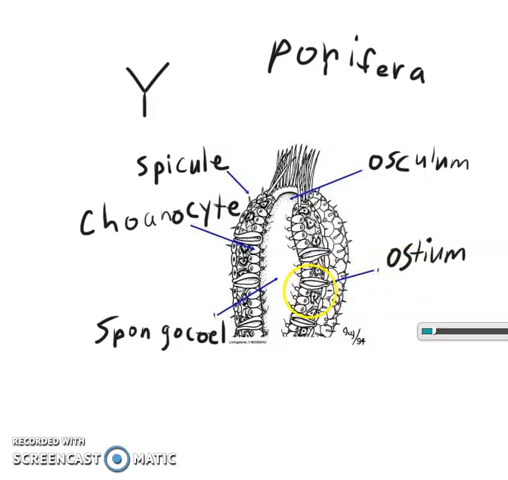 porifera
Y
spicule
osculum
choanocyte
ostium
Spongocoel
RECORDED WITH
SCREENCAST MATIC